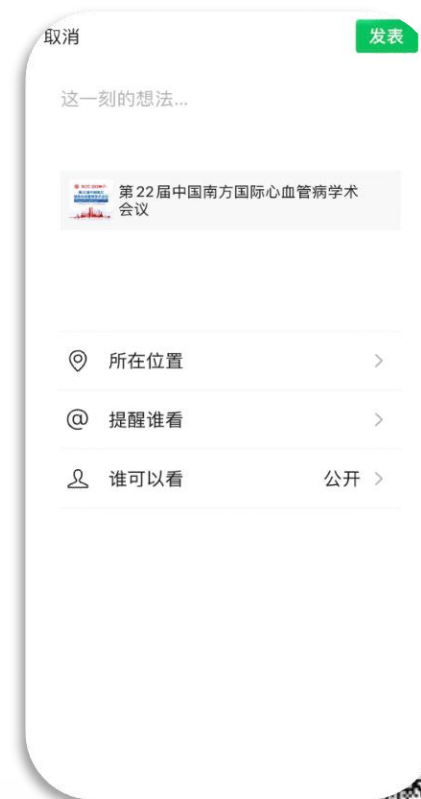 取消
发表
这一刻的想法...
第22届中国南方国际心血管病学术
会议
所在位置
提醒谁看
谁可以看
公开